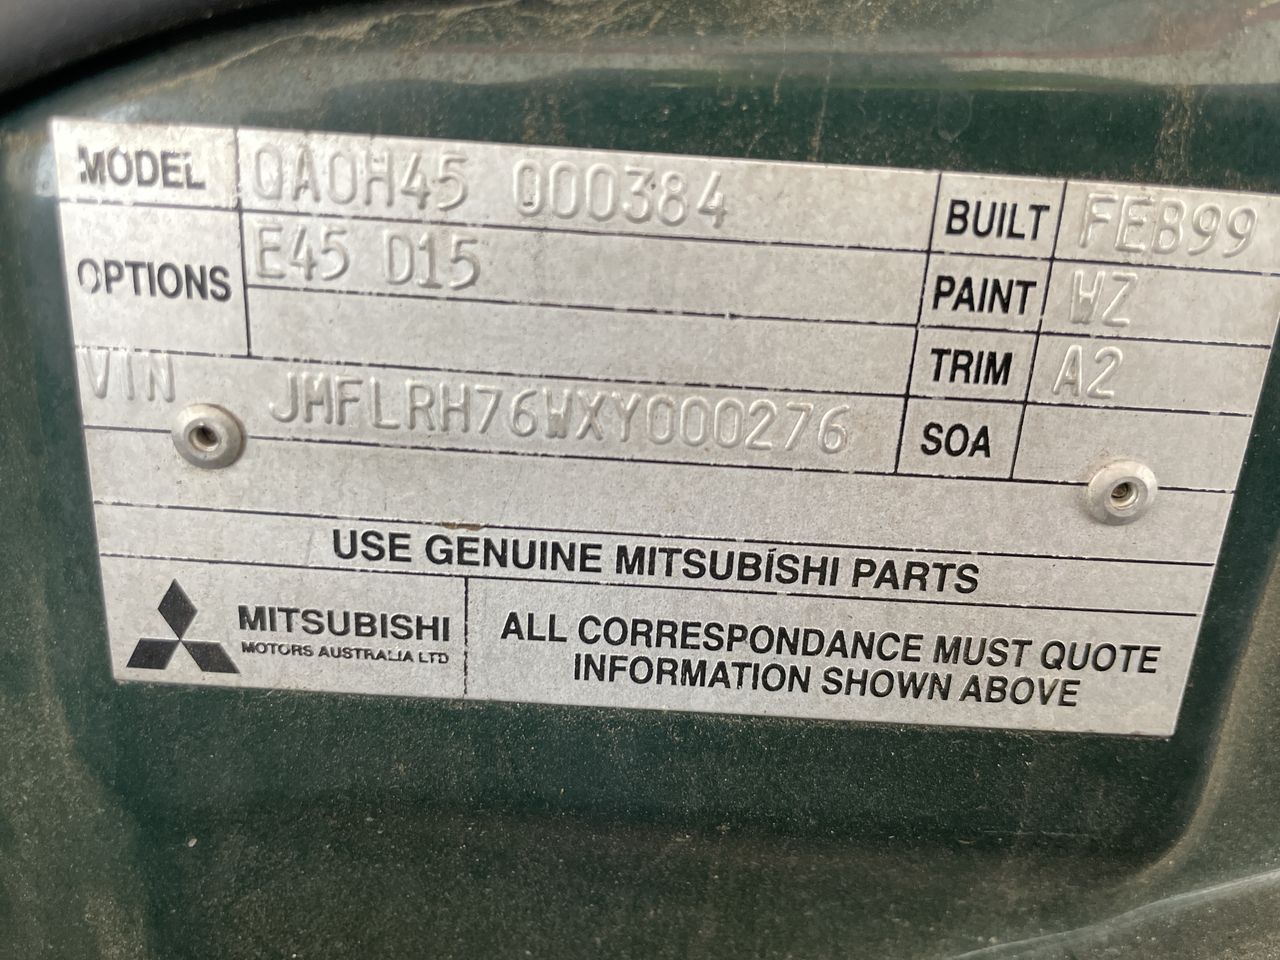 MODEL QA0H45 000384 BUILT FEB99
OPTIONS E45 D15 PAINT WZ
TRIM A2
VIN JMFLRH76WXY000276 SOA
USE GENUINE MITSUBISHI PARTS
MITSUBISHI
MOTORS AUSTRALIA LTD
ALL CORRESPONDANCE MUST QUOTE
INFORMATION SHOWN ABOVE